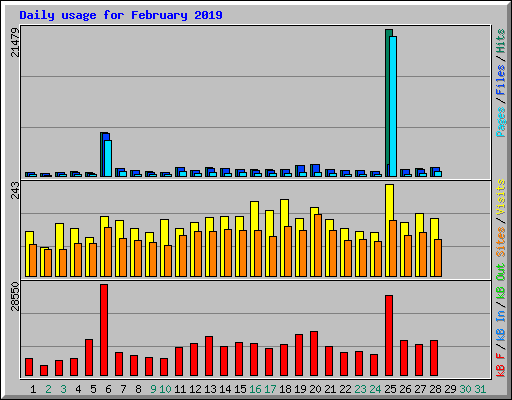 Daily usage for February 2019
21479
Pages / Files / Hits
243
Sites / Visits
28550
kB F / kB In / kB Out
1 2 3 4 5 6 7 8 9 10 11 12 13 14 15 16 17 18 19 20 21 22 23 24 25 26 27 28 29 30 31